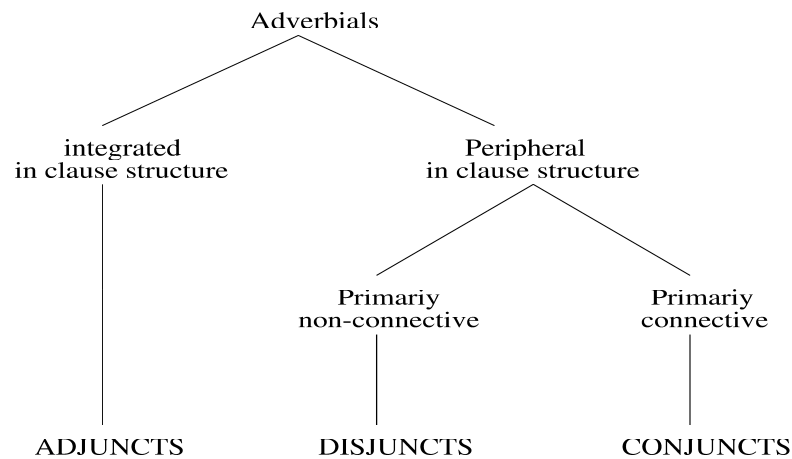 Adverbials
integrated
in clause structure
Peripheral
in clause structure
Primariy
non-connective
Primariy
connective
ADJUNCTS
DISJUNCTS
CONJUNCTS